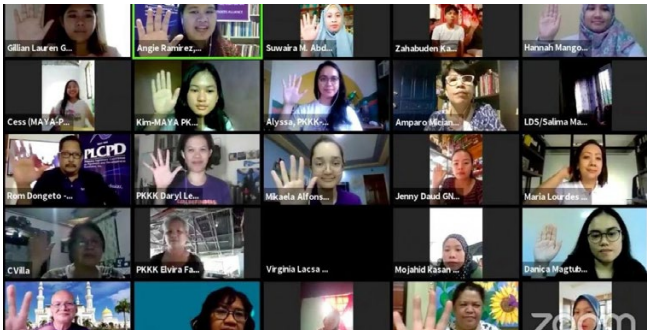 Gillian Lauren G...
Angie Ramirez,...
Suwaira M. Abd...
Zahabuden Ka...
Hannah Mango...
Cess (MAYA-P...
Kim-MAYA PK...
Alyssa, PKKK-...
Amparo Mician...
LDS/Salima Ma...
PLCPD
Rom Dongeto -...
PKKK Daryl Le...
Mikaela Alfons...
Jenny Daud GN...
Maria Lourdes ...
CVilla
PKKK Elvira Fa...
Virginia Lacsa ...
Mojahid Kasan ...
Danica Magtub...
zoom